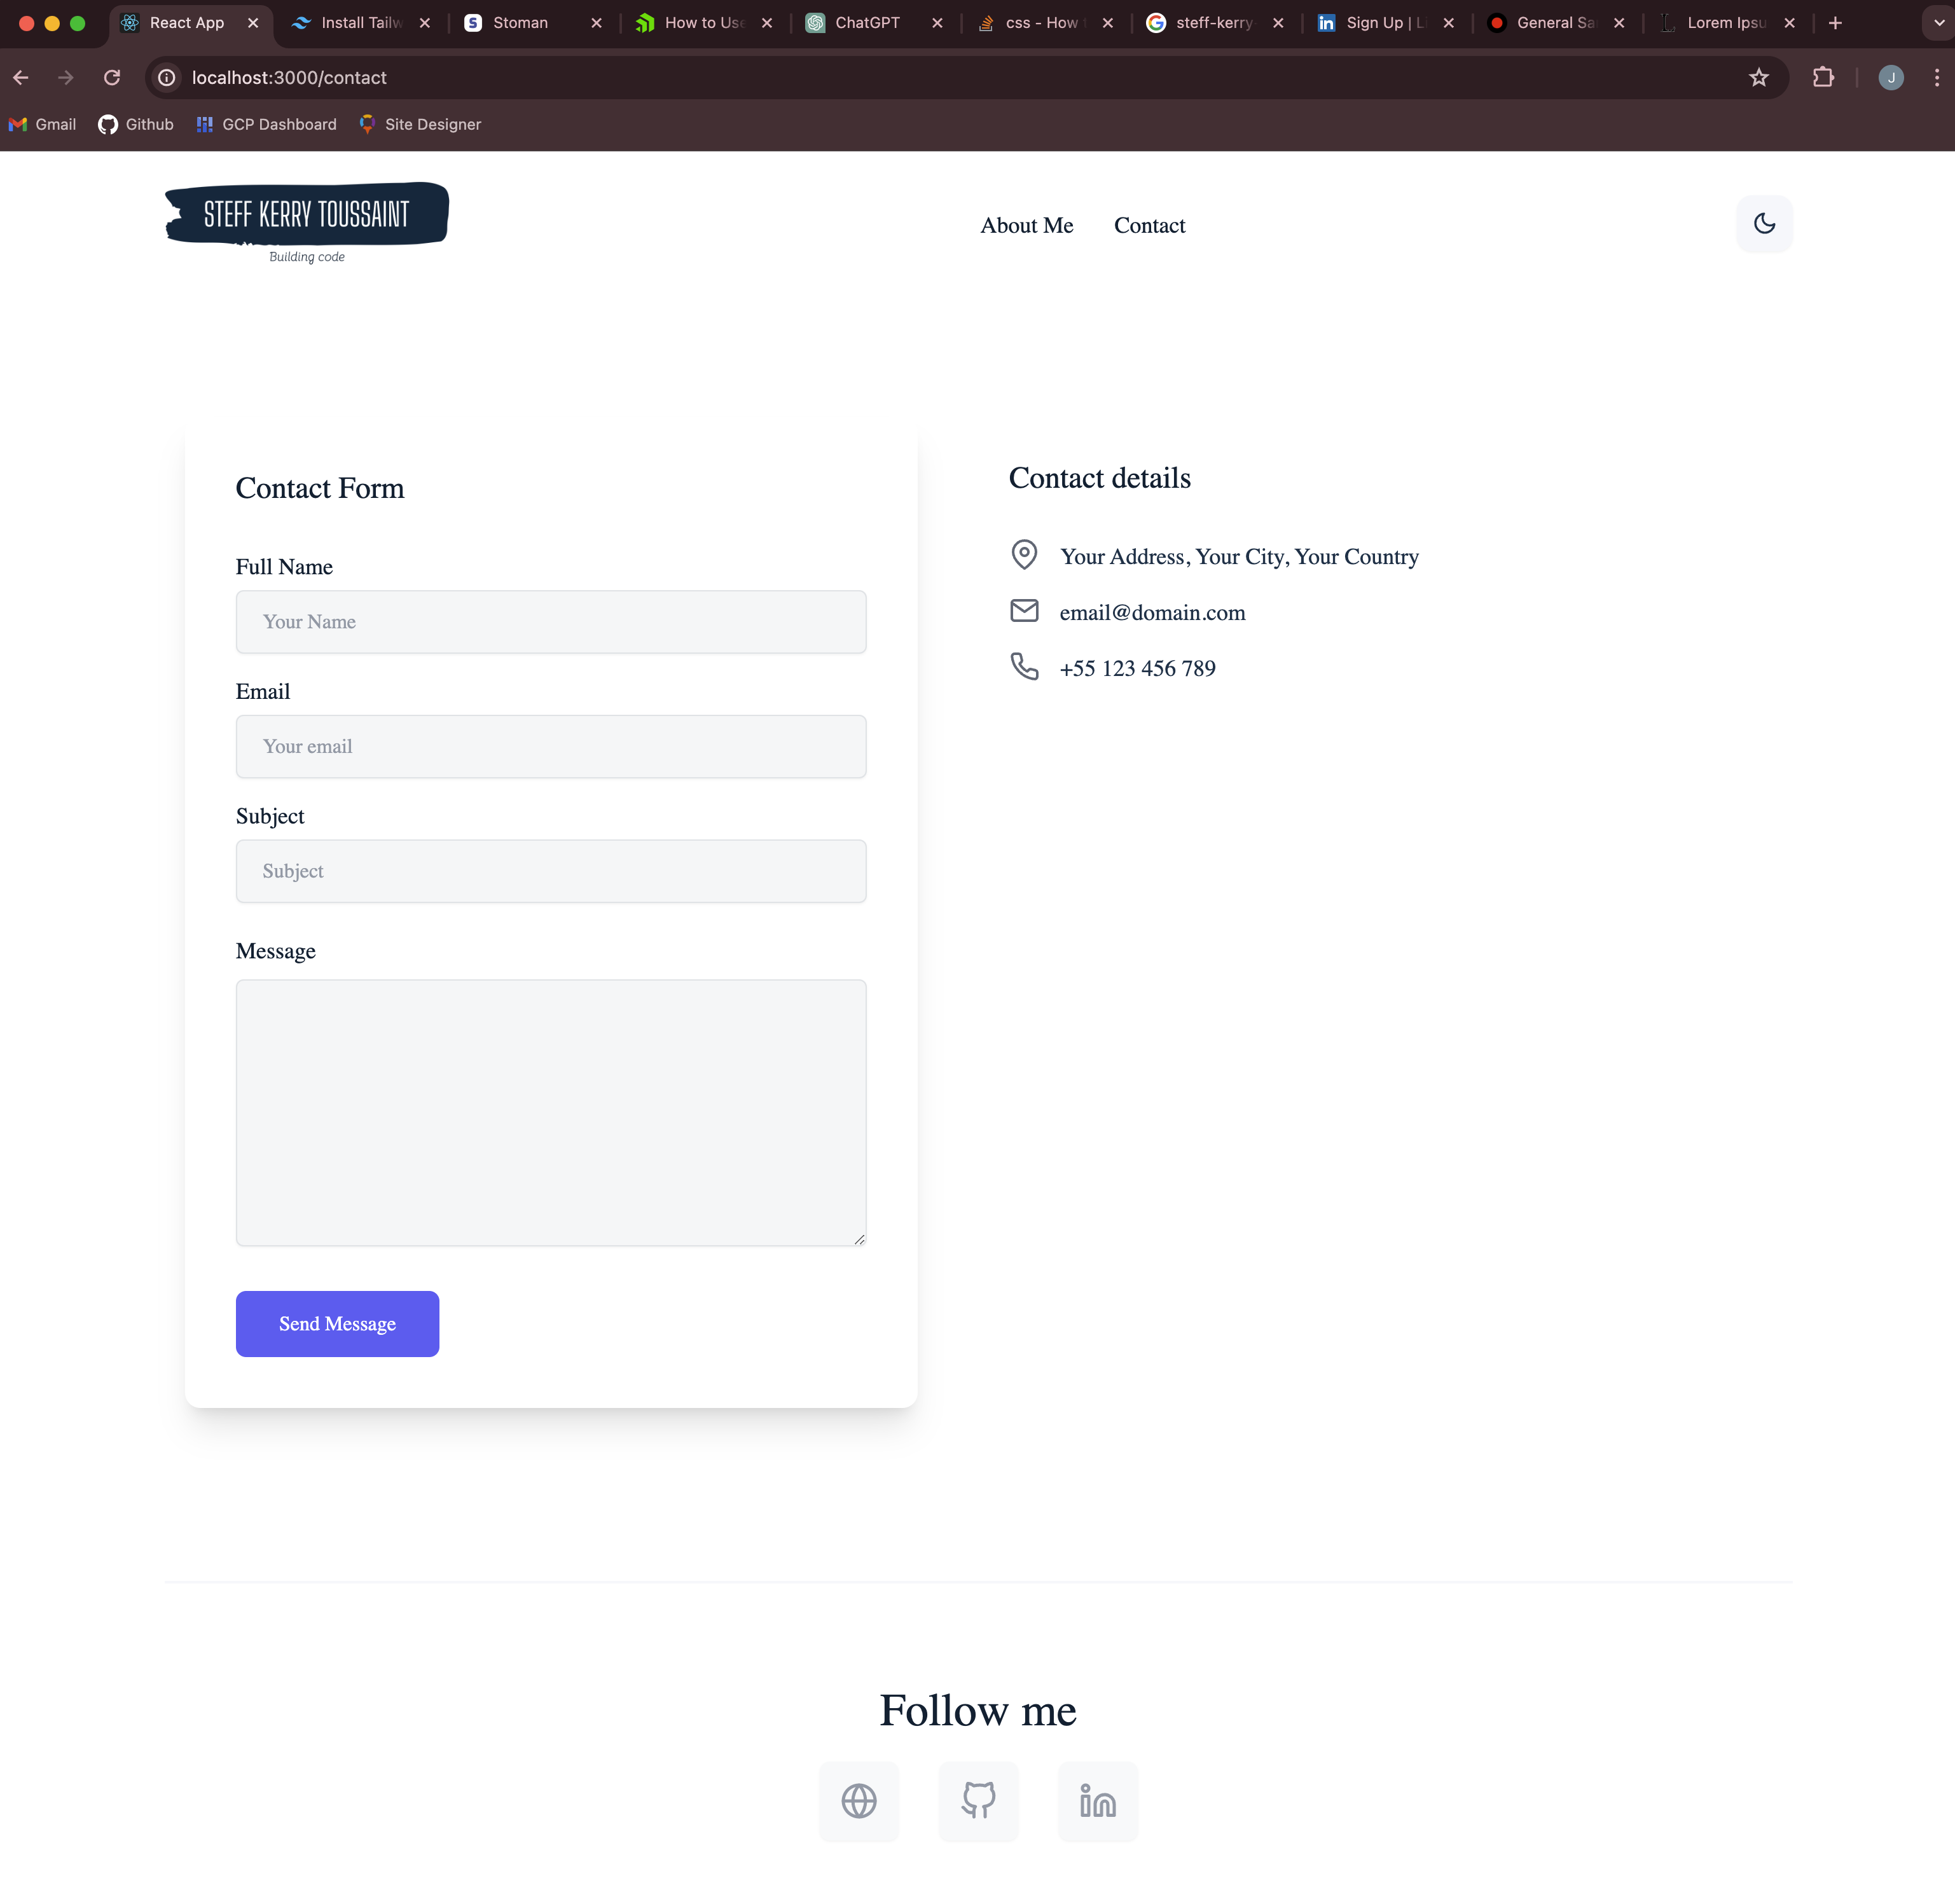 React App
Install Tailw
Stoman
How to Use
ChatGPT
css - How t
steff-kerry
Sign Up | Li
General Sa
Lorem Ipsu
localhost:3000/contact
J
Gmail
Github
GCP Dashboard
Site Designer
STEFF KERRY TOUSSAINT
Building code
About Me
Contact
Contact Form
Full Name
Your Name
Email
Your email
Subject
Subject
Message
Send Message
Contact details
Your Address, Your City, Your Country
email@domain.com
+55 123 456 789
Follow me